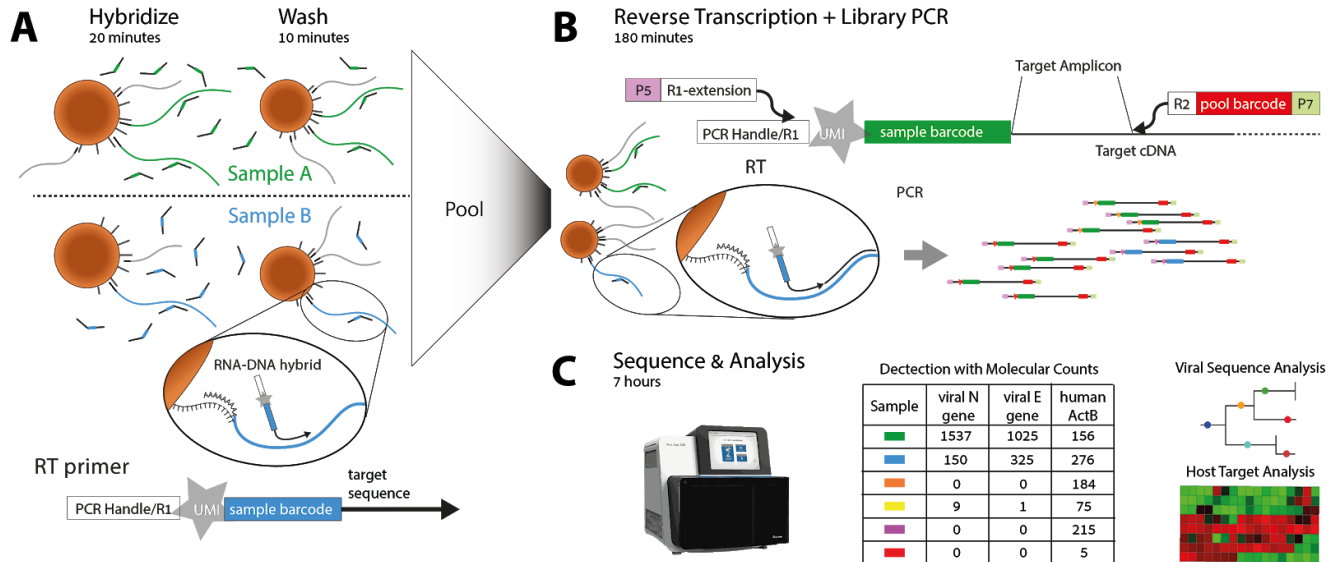 A
Hybridize
20 minutes
Wash
10 minutes
Sample A
Sample B
Pool
RNA-DNA hybrid
RT primer
PCR Handle/R1
UMI
sample barcode
target
sequence
B
Reverse Transcription + Library PCR
180 minutes
Target Amplicon
P5 R1-extension
R2 pool barcode P7
PCR Handle/R1
UMI
sample barcode
Target cDNA
RT
PCR
C
Sequence & Analysis
7 hours
Dectection with Molecular Counts
Sample viral N gene viral E gene human ActB
1537 1025 156
150 325 276
0 0 184
9 1 75
0 0 215
0 0 5
Viral Sequence Analysis
Host Target Analysis